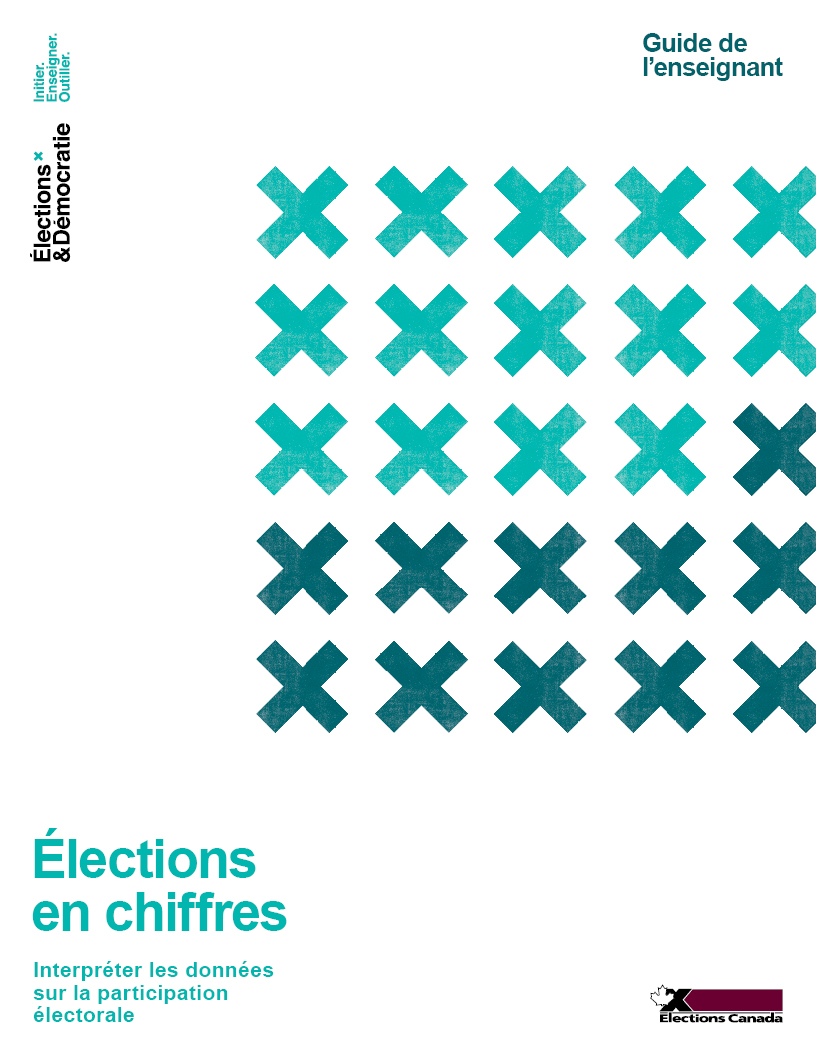 Initier.
Enseigner.
Outiller.
Élections
& Démocratie
Guide de
l’enseignant
Élections
en chiffres
Interpréter les données
sur la participation
électorale
Elections Canada